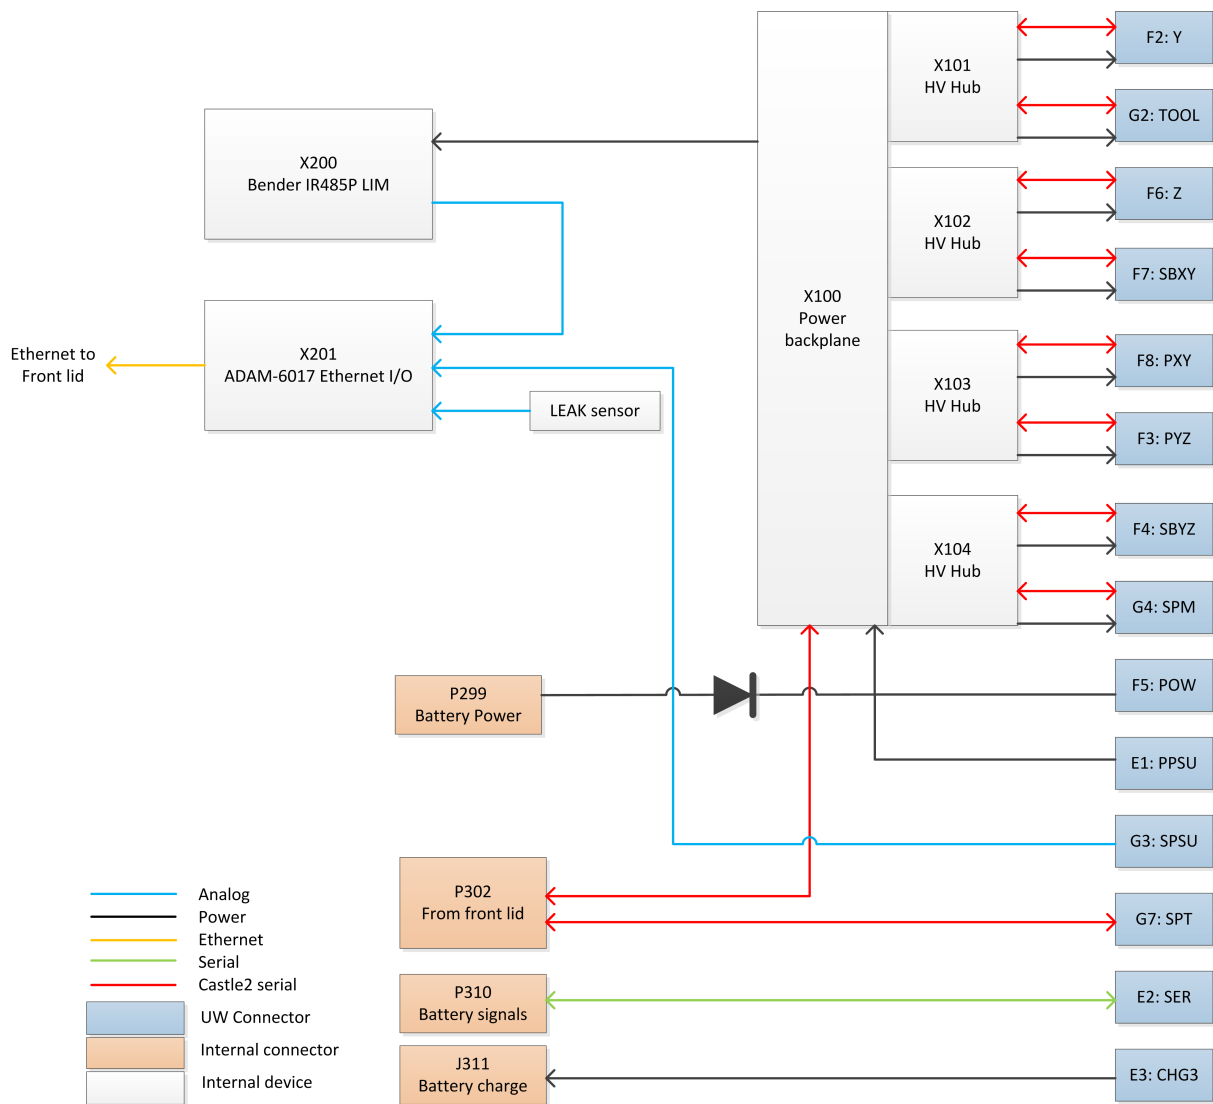 X101
HV Hub
F2: Y
G2: TOOL
X200
Bender IR485P LIM
X102
HV Hub
F6: Z
F7: SBXY
X100
Power
backplane
Ethernet to
Front lid
X201
ADAM-6017 Ethernet I/O
LEAK sensor
X103
HV Hub
F8: PXY
F3: PYZ
X104
HV Hub
F4: SBYZ
G4: SPM
P299
Battery Power
F5: POW
E1: PPSU
G3: SPSU
P302
From front lid
G7: SPT
P310
Battery signals
E2: SER
J311
Battery charge
E3: CHG3
Analog
Power
Ethernet
Serial
Castle2 serial
UW Connector
Internal connector
Internal device